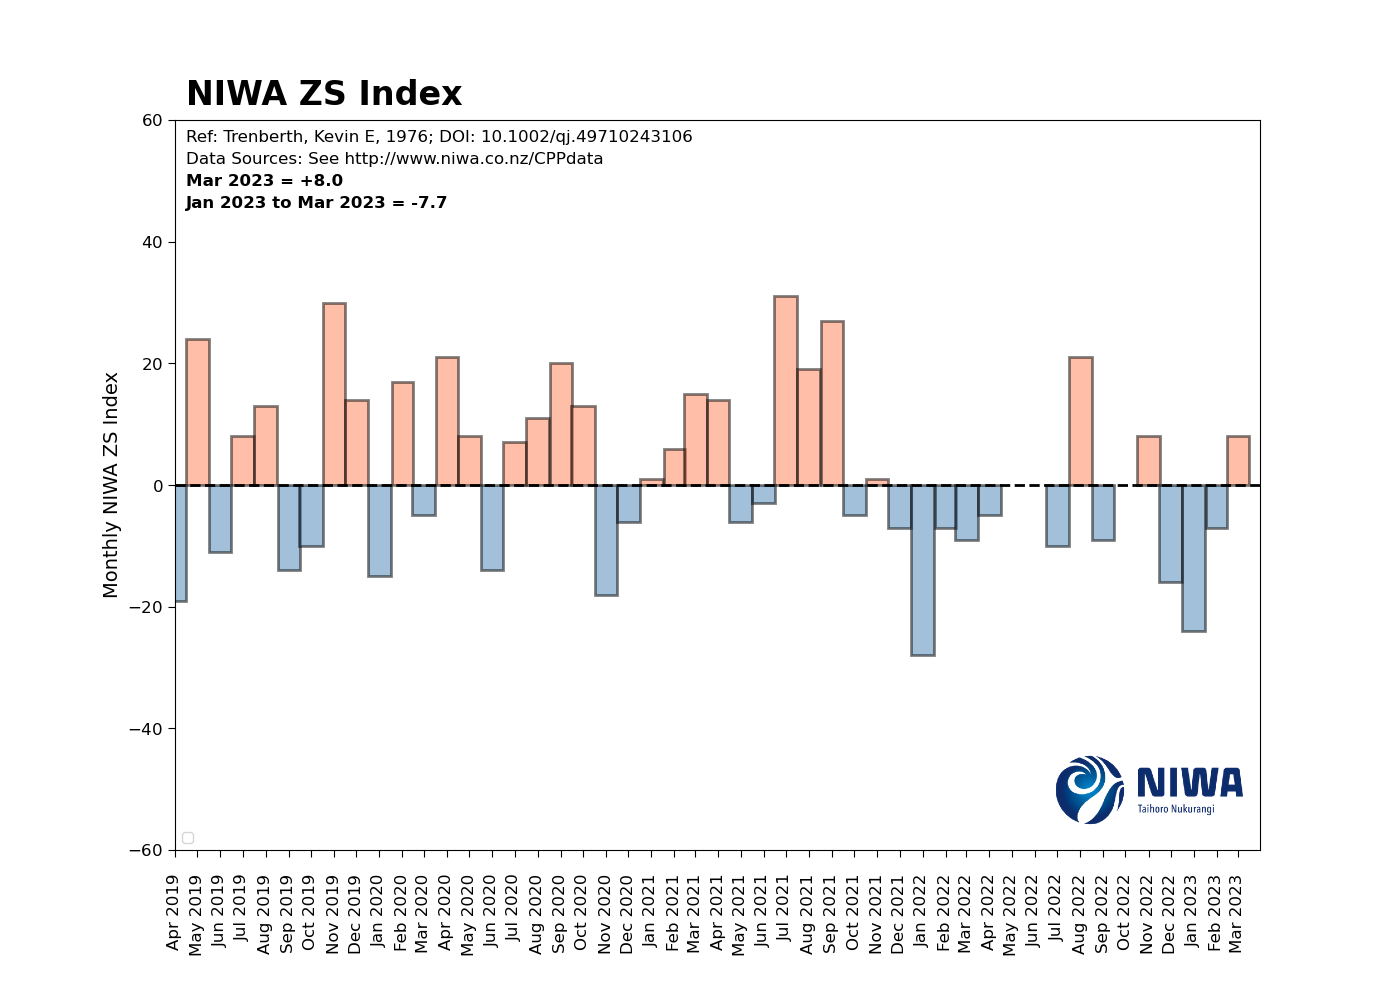 NIWA ZS Index
Ref: Trenberth, Kevin E, 1976; DOI: 10.1002/qj.49710243106
Data Sources: See http://www.niwa.co.nz/CPPdata
Mar 2023 = +8.0
Jan 2023 to Mar 2023 = -7.7
60
40
20
0
−20
−40
−60
Monthly NIWA ZS Index
NIWA
Taihoro Nukurangi
Apr 2019
May 2019
Jun 2019
Jul 2019
Aug 2019
Sep 2019
Oct 2019
Nov 2019
Dec 2019
Jan 2020
Feb 2020
Mar 2020
Apr 2020
May 2020
Jun 2020
Jul 2020
Aug 2020
Sep 2020
Oct 2020
Nov 2020
Dec 2020
Jan 2021
Feb 2021
Mar 2021
Apr 2021
May 2021
Jun 2021
Jul 2021
Aug 2021
Sep 2021
Oct 2021
Nov 2021
Dec 2021
Jan 2022
Feb 2022
Mar 2022
Apr 2022
May 2022
Jun 2022
Jul 2022
Aug 2022
Sep 2022
Oct 2022
Nov 2022
Dec 2022
Jan 2023
Feb 2023
Mar 2023